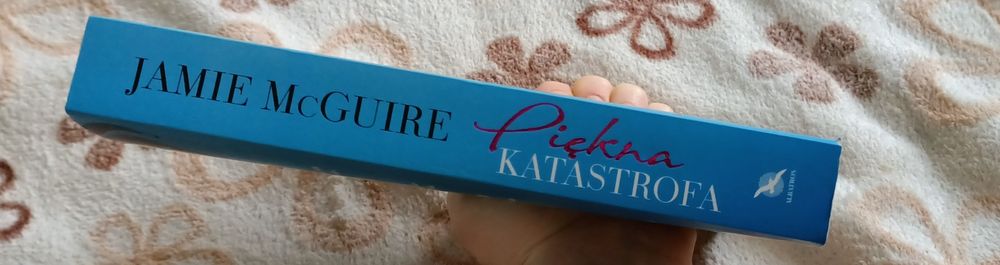 JAMIE McGUIRE
Piękna
KATASTROFA
ALBATROS